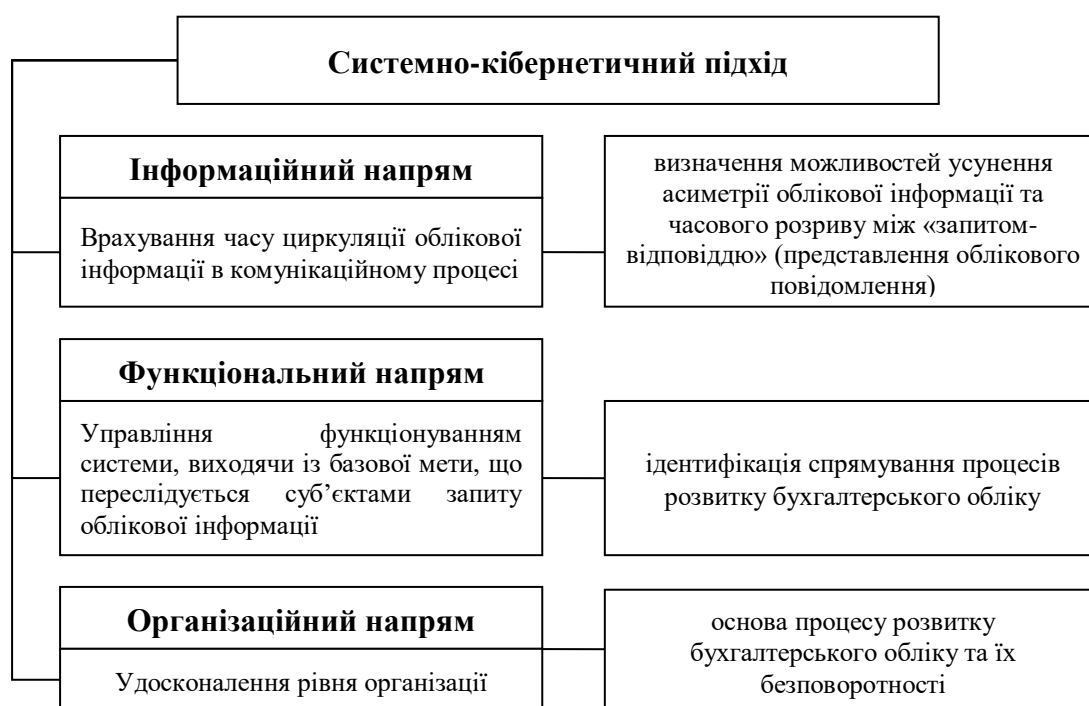 Системно-кібернетичний підхід
Інформаційний напрям
Врахування часу циркуляції облікової
інформації в комунікаційному процесі
визначення можливостей усунення
асиметрії облікової інформації та
часового розриву між «запитом-
відповіддю» (представлення облікового
повідомлення)
Функціональний напрям
Управління функціонуванням
системи, виходячи із базової мети, що
переслідується суб’єктами запиту
облікової інформації
ідентифікація спрямування процесів
розвитку бухгалтерського обліку
Організаційний напрям
Удосконалення рівня організації
основа процесу розвитку
бухгалтерського обліку та їх
безповоротності